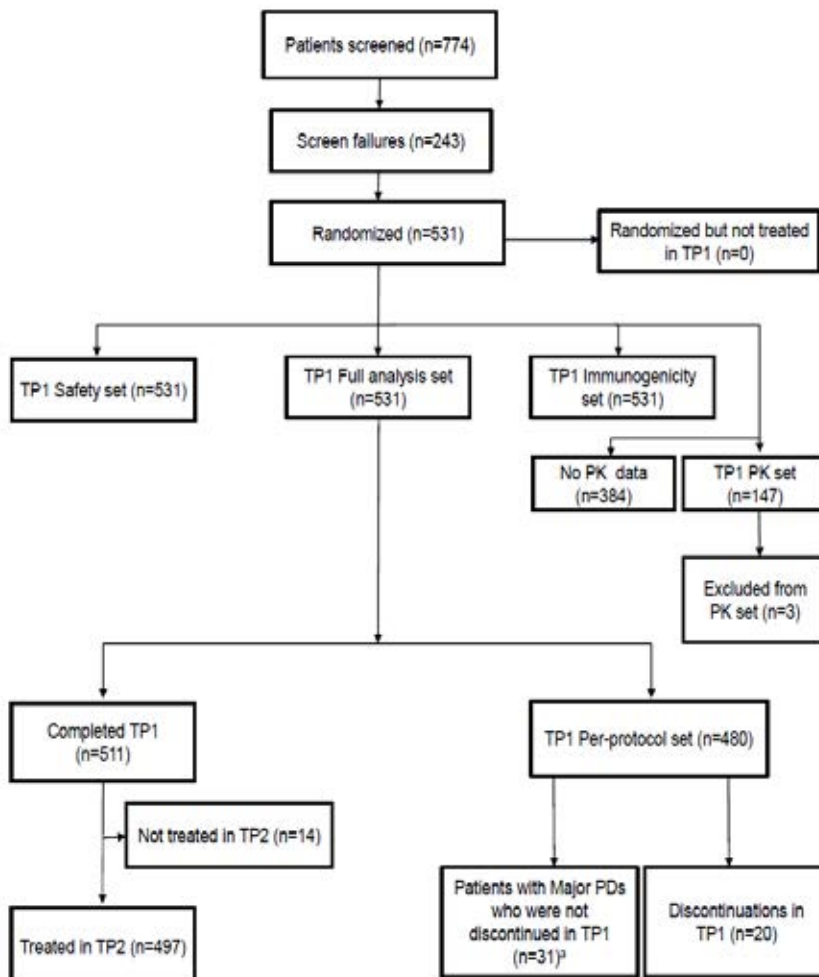 Patients screened (n=774)
Screen failures (n=243)
Randomized (n=531)
Randomized but not treated
in TP1 (n=0)
TP1 Safety set (n=531)
TP1 Full analysis set
(n=531)
TP1 Immunogenicity
set (n=531)
No PK data
(n=384)
TP1 PK set
(n=147)
Excluded from
PK set (n=3)
Completed TP1
(n=511)
TP1 Per-protocol set (n=480)
Not treated in TP2 (n=14)
Patients with Major PDs
who were not
discontinued in TP1
(n=31)³
Discontinuations in
TP1 (n=20)
Treated in TP2 (n=497)